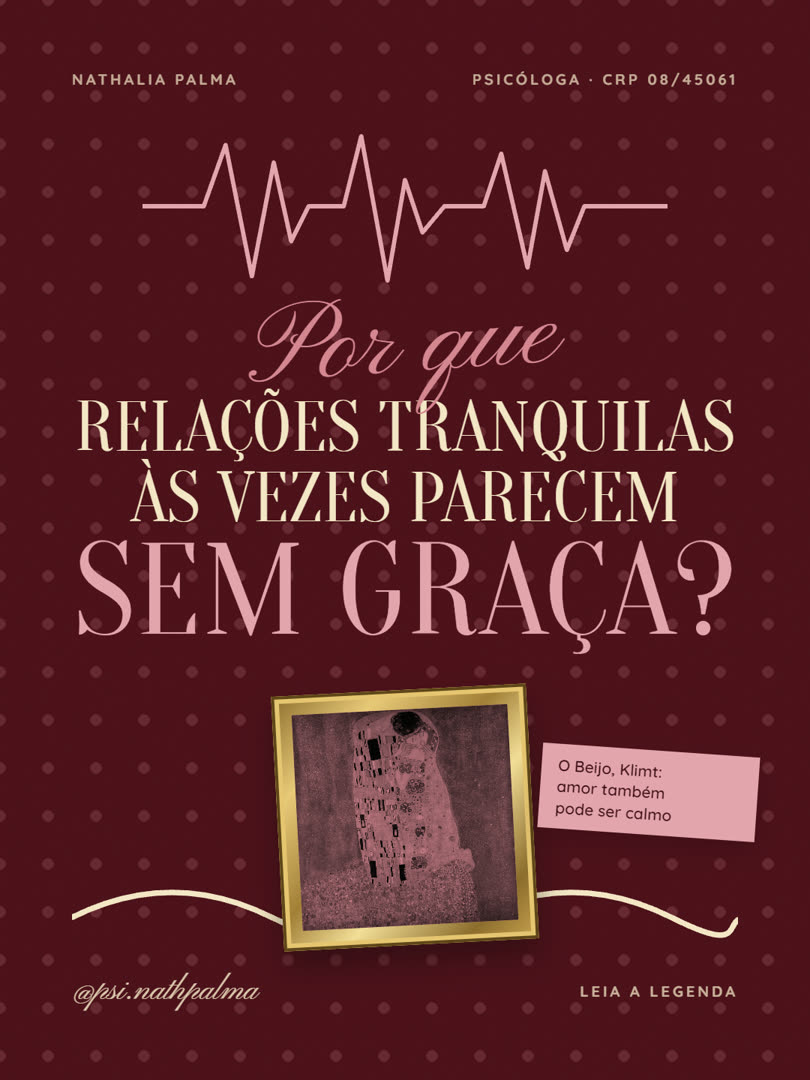 NATHALIA PALMA
PSICÓLOGA · CRP 08/45061
Por que
RELAÇÕES TRANQUILAS
ÀS VEZES PARECEM
SEM GRAÇA?
O Beijo, Klimt:
amor também
pode ser calmo
@psi.nathpalma
LEIA A LEGENDA